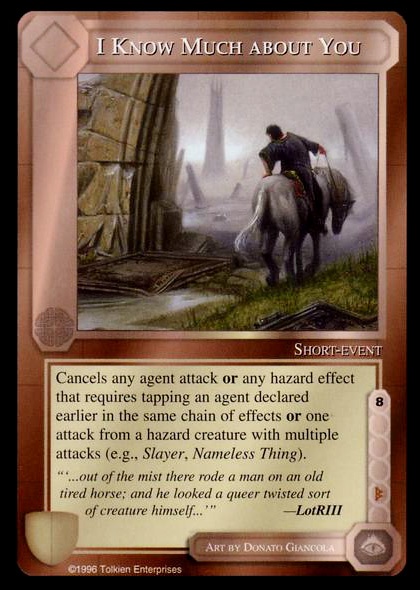 I Know Much about You
Short-event
Cancels any agent attack or any hazard effect
that requires tapping an agent declared
earlier in the same chain of effects or one
attack from a hazard creature with multiple
attacks (e.g., Slayer, Nameless Thing).
8
“‘...out of the mist there rode a man on an old
tired horse; and he looked a queer twisted sort
of creature himself...’” —LotRIII
Art by Donato Giancola
©1996 Tolkien Enterprises